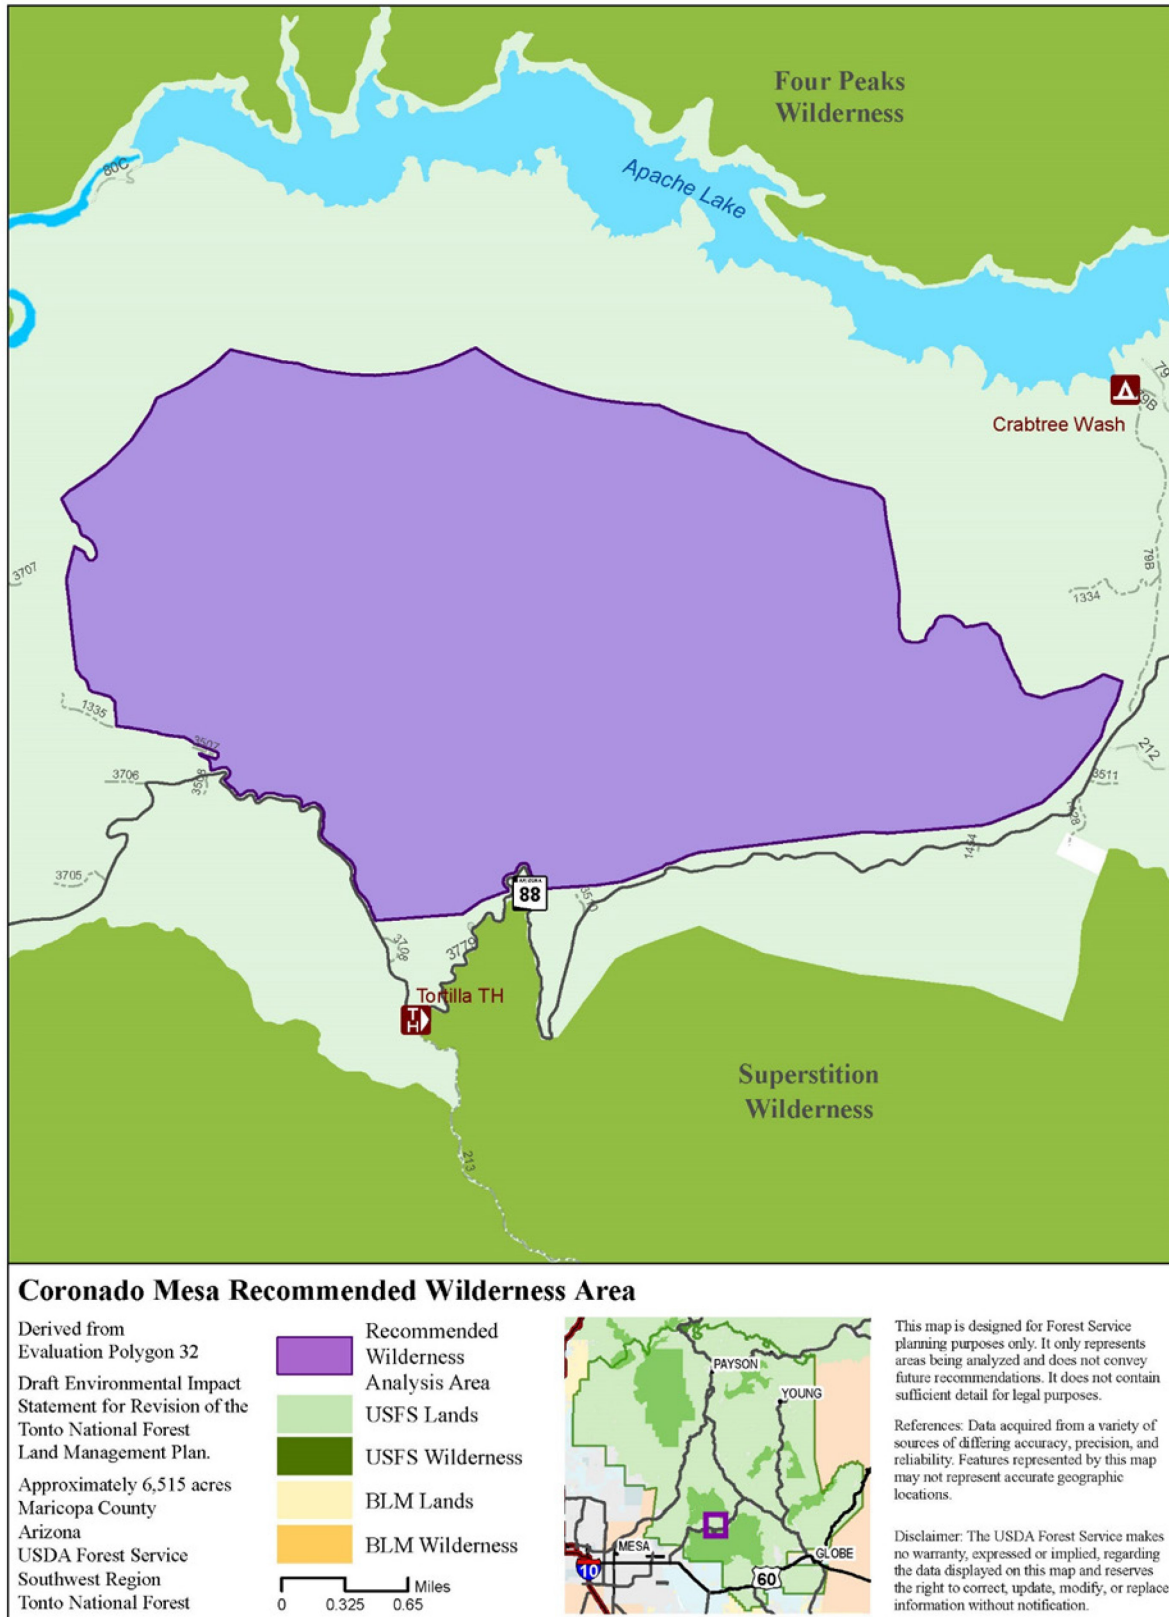 Four Peaks
Wilderness
80C
Apache Lake
79
79B
Crabtree Wash
3707
79B
1334
1335
3507
212
3706
3508
3511
1428
1454
3705
ARIZONA
88
3510
3708
3779
Tortilla TH
T
H
Superstition
Wilderness
213
Coronado Mesa Recommended Wilderness Area
Derived from
Evaluation Polygon 32
Draft Environmental Impact
Statement for Revision of the
Tonto National Forest
Land Management Plan.
Approximately 6,515 acres
Maricopa County
Arizona
USDA Forest Service
Southwest Region
Tonto National Forest
Recommended
Wilderness
Analysis Area
USFS Lands
USFS Wilderness
BLM Lands
BLM Wilderness
Miles
0 0.325 0.65
PAYSON
YOUNG
MESA
GLOBE
10
60
This map is designed for Forest Service
planning purposes only. It only represents
areas being analyzed and does not convey
future recommendations. It does not contain
sufficient detail for legal purposes.
References: Data acquired from a variety of
sources of differing accuracy, precision, and
reliability. Features represented by this map
may not represent accurate geographic
locations.
Disclaimer: The USDA Forest Service makes
no warranty, expressed or implied, regarding
the data displayed on this map and reserves
the right to correct, update, modify, or replace
information without notification.